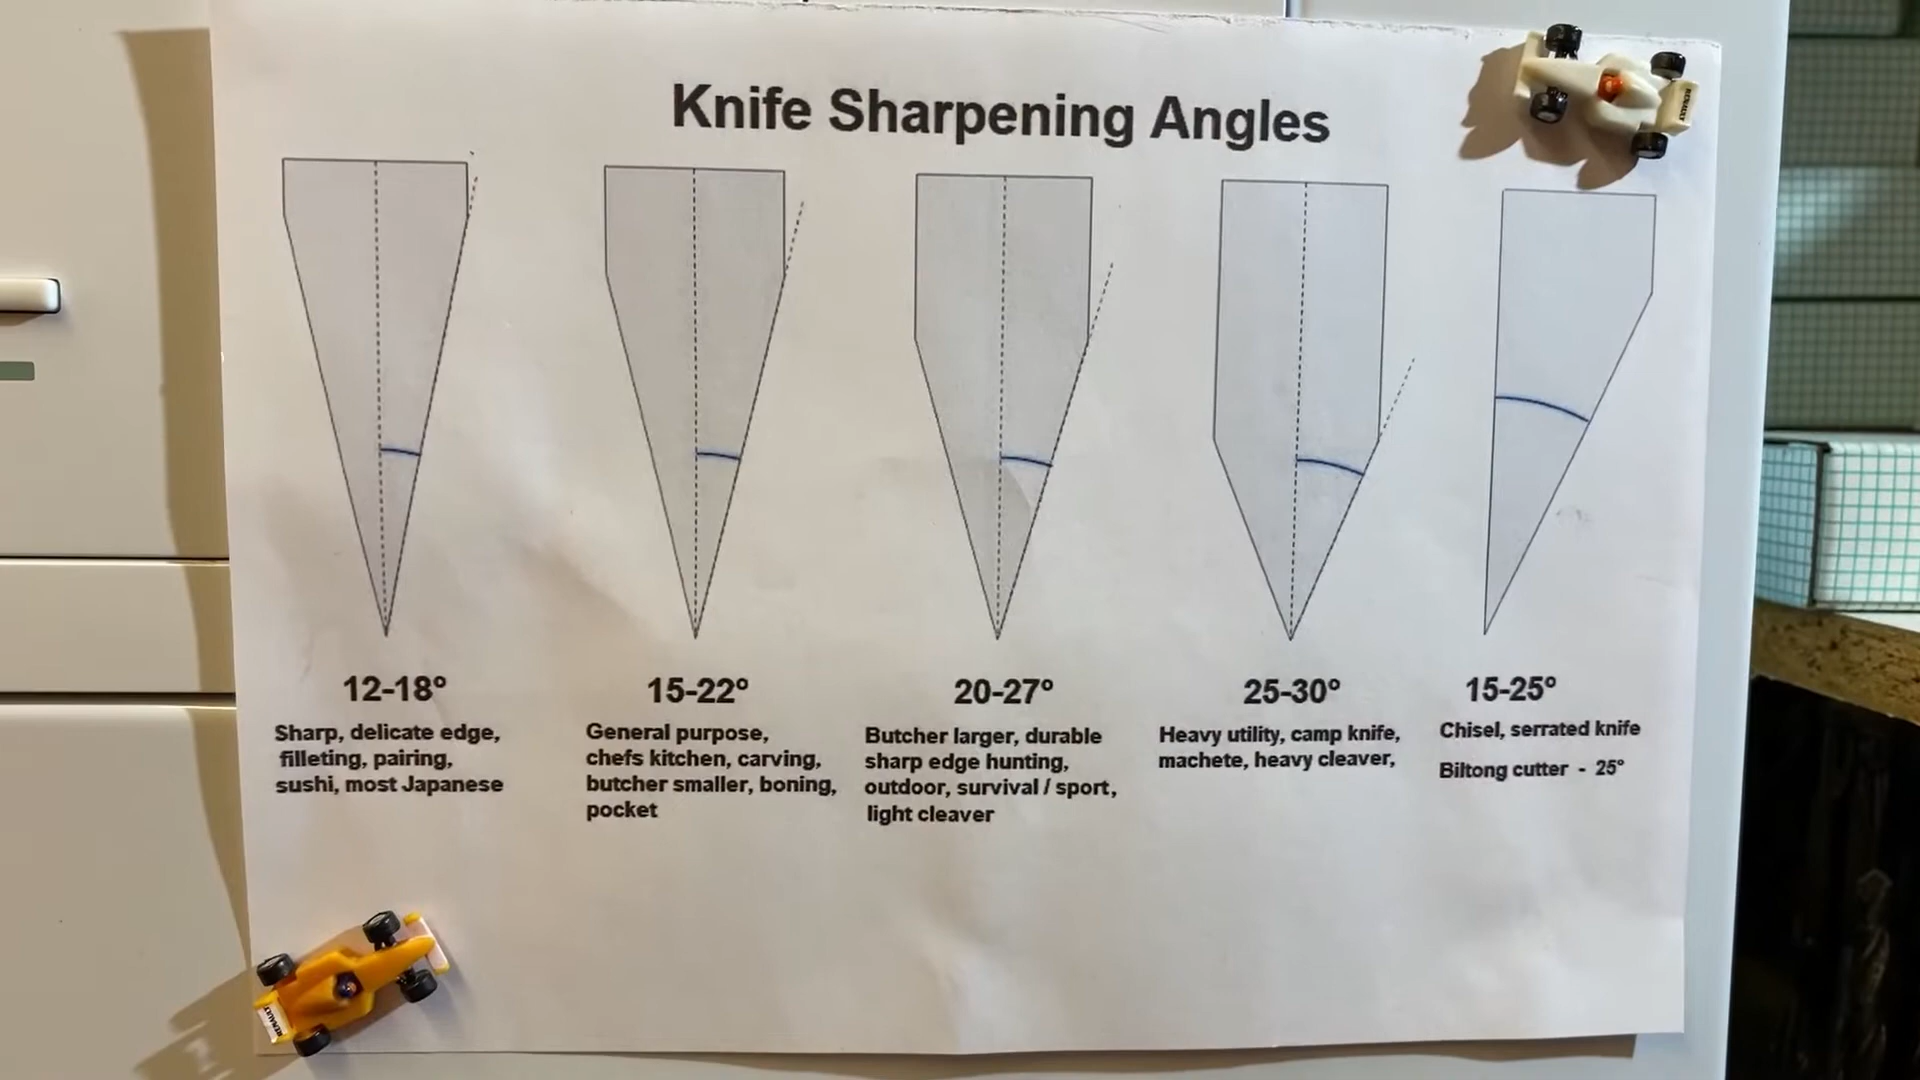 Knife Sharpening Angles
12-18°
Sharp, delicate edge,
filleting, pairing,
sushi, most Japanese
15-22°
General purpose,
chefs kitchen, carving,
butcher smaller, boning,
pocket
20-27°
Butcher larger, durable
sharp edge hunting,
outdoor, survival / sport,
light cleaver
25-30°
Heavy utility, camp knife,
machete, heavy cleaver,
15-25°
Chisel, serrated knife
Biltong cutter - 25°
RENAULT
RENAULT